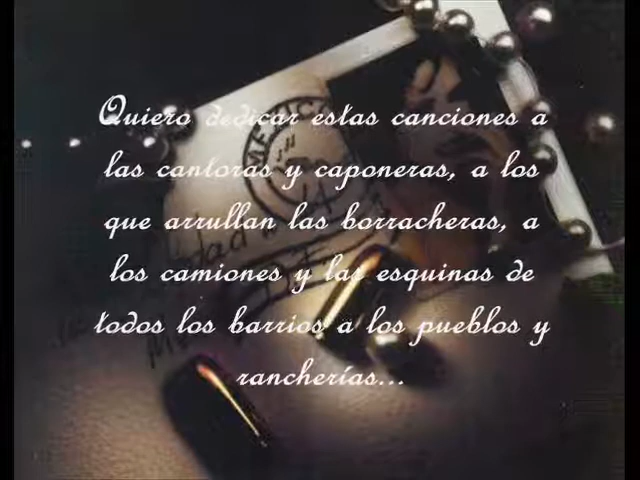 Quiero dedicar estas canciones a
las cantoras y caponeras, a los
que arrullan las borracheras, a
los camiones y las esquinas de
todos los barrios a los pueblos y
rancherías...
MEXICO